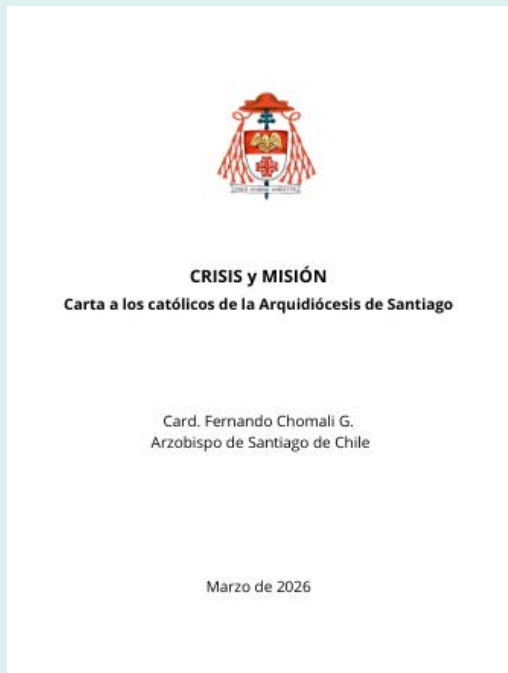 CRISIS y MISIÓN
Carta a los católicos de la Arquidiócesis de Santiago
Card. Fernando Chomali G.
Arzobispo de Santiago de Chile
Marzo de 2026